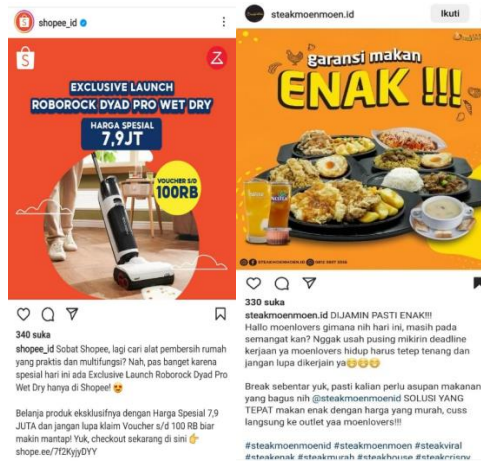 shopee_id
EXCLUSIVE LAUNCH
ROBOROCK DYAD PRO WET DRY
HARGA SPESIAL
7,9JT
VOUCHER S/D
100RB
340 suka
shopee_id Sobat Shopee, lagi cari alat pembersih rumah
yang praktis dan multifungsi? Nah, pas banget karena
spesial hari ini ada Exclusive Launch Roborock Dyad Pro
Wet Dry hanya di Shopee!
Belanja produk eksklusifnya dengan Harga Spesial 7,9
JUTA dan jangan lupa klaim Voucher s/d 100 RB biar
makin mantap! Yuk, checkout sekarang di sini
shope.ee/7f2KyjyDYY
steakmoenmoen.id
Ikuti
garansi makan
ENAK !!!
330 suka
steakmoenmoen.id DIJAMIN PASTI ENAK!!!
Hallo moenlovers gimana nih hari ini, masih pada
semangat kan? Nggak usah pusing mikirin deadline
kerjaan ya moenlovers hidup harus tetep tenang dan
jangan lupa dikerjain ya
Break sebentar yuk, pasti kalian perlu asupan makanan
yang bagus nih @steakmoenmoenid SOLUSI YANG
TEPAT makan enak dengan harga yang murah, cuss
langsung ke outlet yaa moenlovers!!!
#steakmoenmoenid #steakmoenmoen #steakviral
#steakenak #steakmurah #steakhouse #steakcrispy